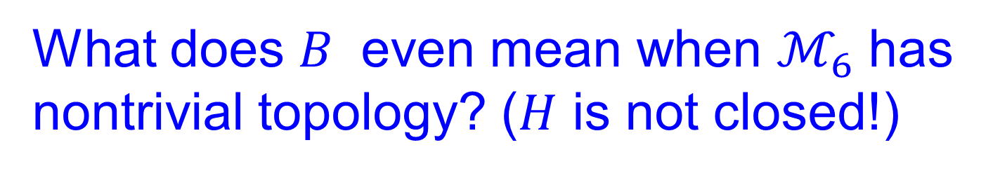 What does 𝐵 even mean when ℳ₆ has
nontrivial topology? (𝐻 is not closed!)